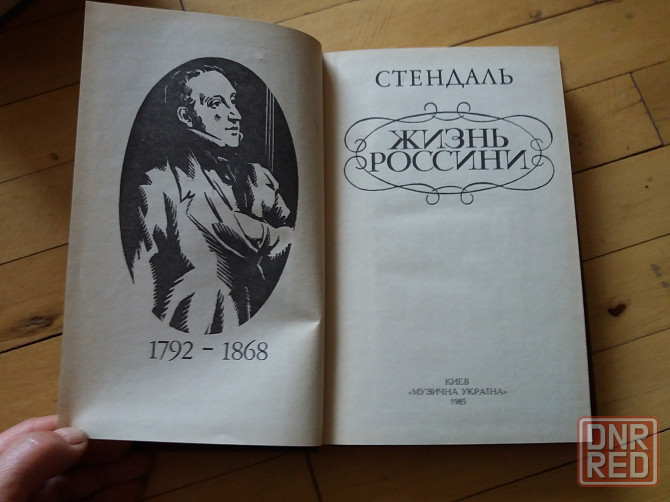 1792 – 1868
СТЕНДАЛЬ
ЖИЗНЬ
РОССИНИ
КИЕВ
«МУЗИЧНА УКРАЇНА»
1985
DNR
RED